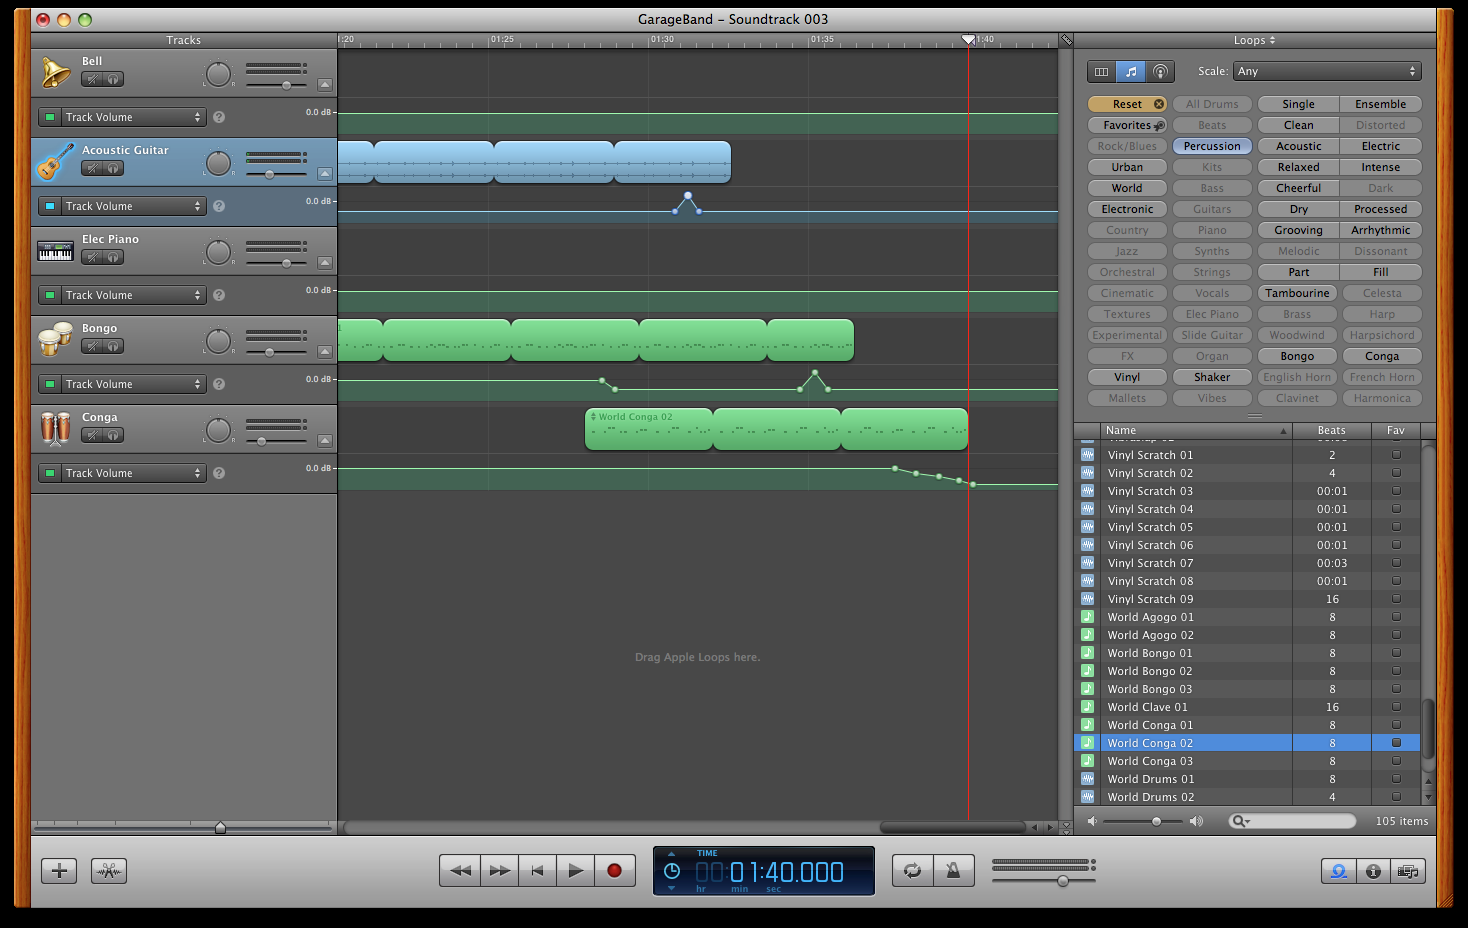 GarageBand – Soundtrack 003
Tracks
1:20 01:25 01:30 01:35 1:40
Loops
Bell
L R
Track Volume ? 0.0 dB
Acoustic Guitar
L R
Track Volume ? 0.0 dB
Elec Piano
L R
Track Volume ? 0.0 dB
Bongo
L R
Track Volume ? 0.0 dB
Conga
L R
World Conga 02
Track Volume ? 0.0 dB
Drag Apple Loops here.
Scale: Any
Reset All Drums Single Ensemble
Favorites Beats Clean Distorted
Rock/Blues Percussion Acoustic Electric
Urban Kits Relaxed Intense
World Bass Cheerful Dark
Electronic Guitars Dry Processed
Country Piano Grooving Arrhythmic
Jazz Synths Melodic Dissonant
Orchestral Strings Part Fill
Cinematic Vocals Tambourine Celesta
Textures Elec Piano Brass Harp
Experimental Slide Guitar Woodwind Harpsichord
FX Organ Bongo Conga
Vinyl Shaker English Horn French Horn
Mallets Vibes Clavinet Harmonica
Name Beats Fav
Vinyl Scratch 01 2
Vinyl Scratch 02 4
Vinyl Scratch 03 00:01
Vinyl Scratch 04 00:01
Vinyl Scratch 05 00:01
Vinyl Scratch 06 00:01
Vinyl Scratch 07 00:03
Vinyl Scratch 08 00:01
Vinyl Scratch 09 16
World Agogo 01 8
World Agogo 02 8
World Bongo 01 8
World Bongo 02 8
World Bongo 03 8
World Clave 01 16
World Conga 01 8
World Conga 02 8
World Conga 03 8
World Drums 01 8
World Drums 02 4
105 items
TIME
00:01:40.000
hr min sec